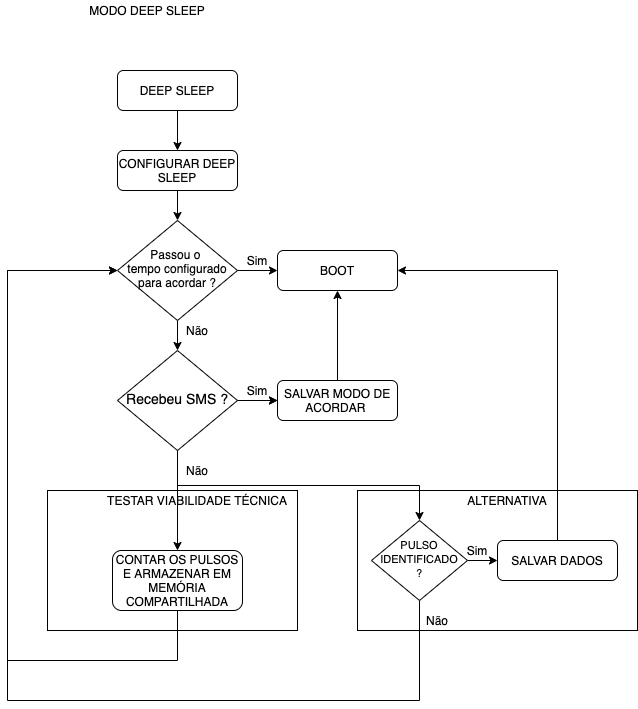 MODO DEEP SLEEP
DEEP SLEEP
CONFIGURAR DEEP
SLEEP
Passou o
tempo configurado
para acordar ?
Sim
BOOT
Não
Recebeu SMS ?
Sim
SALVAR MODO DE
ACORDAR
Não
TESTAR VIABILIDADE TÉCNICA
CONTAR OS PULSOS
E ARMAZENAR EM
MEMÓRIA
COMPARTILHADA
ALTERNATIVA
PULSO
IDENTIFICADO
?
Sim
SALVAR DADOS
Não